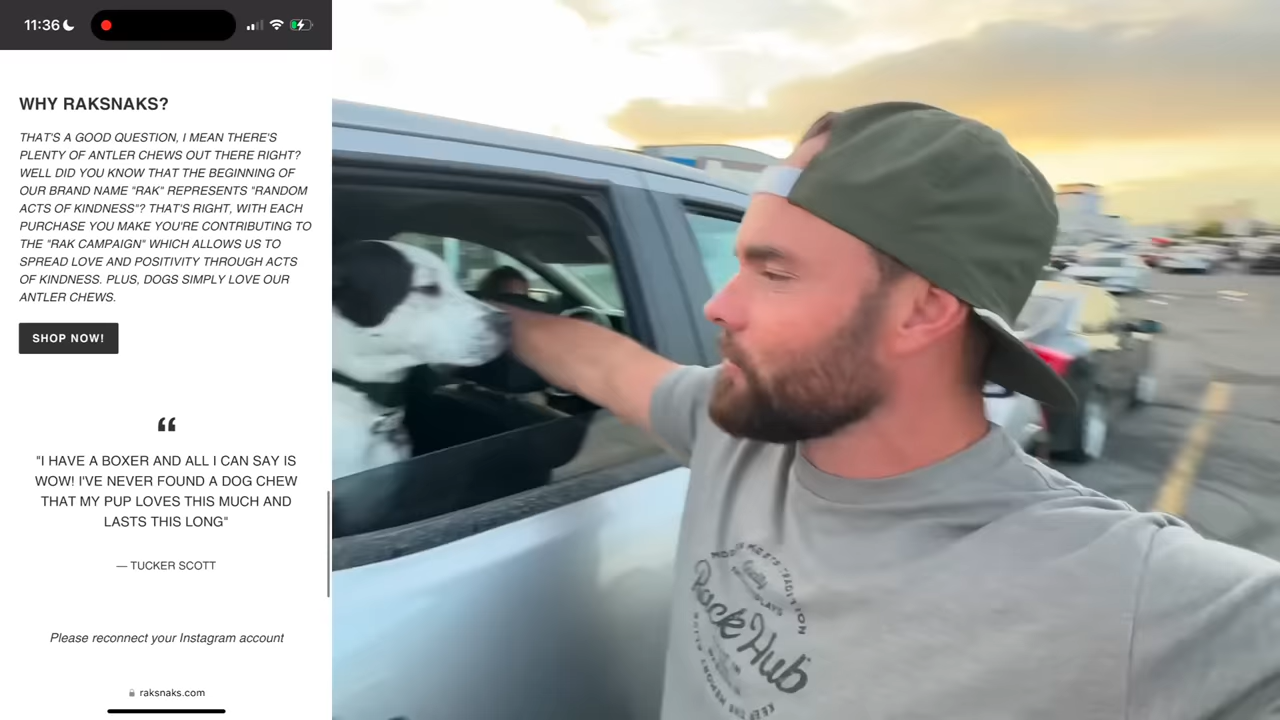 11:36
WHY RAKSNAKS?
THAT'S A GOOD QUESTION, I MEAN THERE'S
PLENTY OF ANTLER CHEWS OUT THERE RIGHT?
WELL DID YOU KNOW THAT THE BEGINNING OF
OUR BRAND NAME "RAK" REPRESENTS "RANDOM
ACTS OF KINDNESS"? THAT'S RIGHT, WITH EACH
PURCHASE YOU MAKE YOU'RE CONTRIBUTING TO
THE "RAK CAMPAIGN" WHICH ALLOWS US TO
SPREAD LOVE AND POSITIVITY THROUGH ACTS
OF KINDNESS. PLUS, DOGS SIMPLY LOVE OUR
ANTLER CHEWS.
SHOP NOW!
“
"I HAVE A BOXER AND ALL I CAN SAY IS
WOW! I'VE NEVER FOUND A DOG CHEW
THAT MY PUP LOVES THIS MUCH AND
LASTS THIS LONG"
— TUCKER SCOTT
Please reconnect your Instagram account
raksnaks.com
Rack Hub